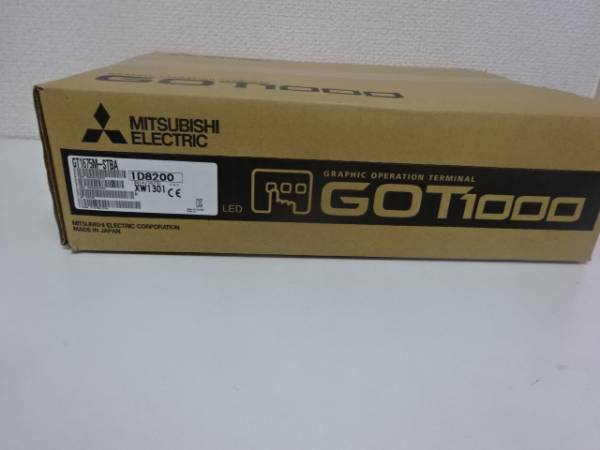 GOT1000
MITSUBISHI
ELECTRIC
GT1675M-STBA
1D8200
XW1301 CE
LED
GRAPHIC OPERATION TERMINAL
GOT1000
MITSUBISHI ELECTRIC CORPORATION
MADE IN JAPAN